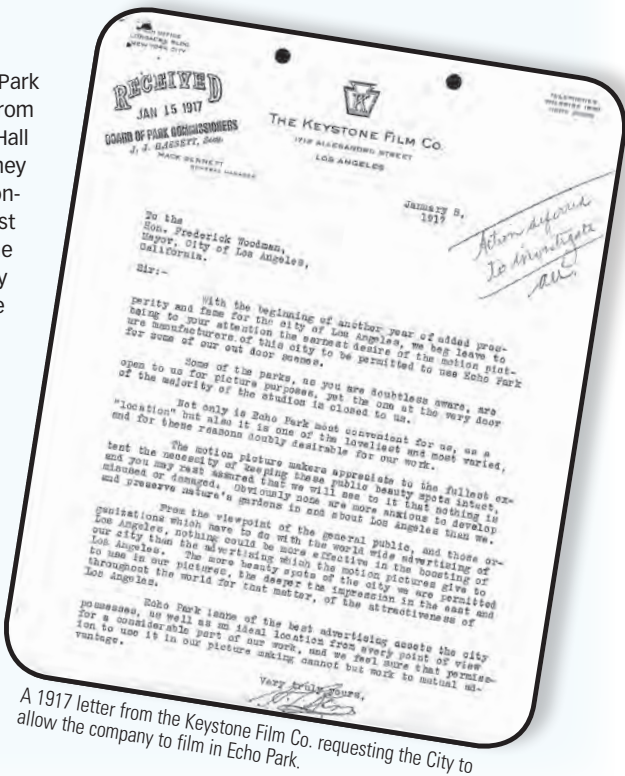 Park
rom
Hall
hey
on-
st
e
y
e
NEW YORK CITY
RECEIVED
JAN 15 1917
BOARD OF PARK COMMISSIONERS
MACK SENNETT
GENERAL MANAGER
K
THE KEYSTONE FILM CO.
1712 ALLESANDRO STREET
LOS ANGELES
January 5,
1917
Action deferred
to investigate
To the
Hon. Frederick Woodman,
Mayor, City of Los Angeles,
California.
Sir:-
With the beginning of another year of added pros-
perity and fame for the city of Los Angeles, we beg leave to
bring to your attention the earnest desire of the motion pict-
ure manufacturers of this city to be permitted to use Echo Park
for some of our out door scenes.
Some of the parks, as you are doubtless aware, are
open to us for picture purposes, yet the one at the very door
of the majority of the studios is closed to us.
Not only is Echo Park most convenient for us, as a
"location" but also it is one of the loveliest and most varied,
and for these reasons doubly desirable for our work.
The motion picture makers appreciate to the fullest ex-
tent the necessity of keeping these public beauty spots intact,
and you may rest assured that we will see to it that nothing is
misused or damaged. Obviously none are more anxious to develop
and preserve nature's gardens in and about Los Angeles than we.
From the viewpoint of the general public, and those or-
ganizations which have to do with the world wide advertising of
Los Angeles, nothing could be more effective in the boosting of
our city than the advertising which the motion pictures give to
Los Angeles. The more beauty spots of the city we are permitted
to use in our pictures, the deeper the impression in the east and
throughout the world for that matter, of the attractiveness of
Los Angeles.
Echo Park is one of the best advertising assets the city
possesses, as well as an ideal location from every point of view
for a considerable part of our work, and we feel sure that permiss-
ion to use it in our picture making cannot but work to mutual ad-
vantage.
Very truly yours,
A 1917 letter from the Keystone Film Co. requesting the City to
allow the company to film in Echo Park.